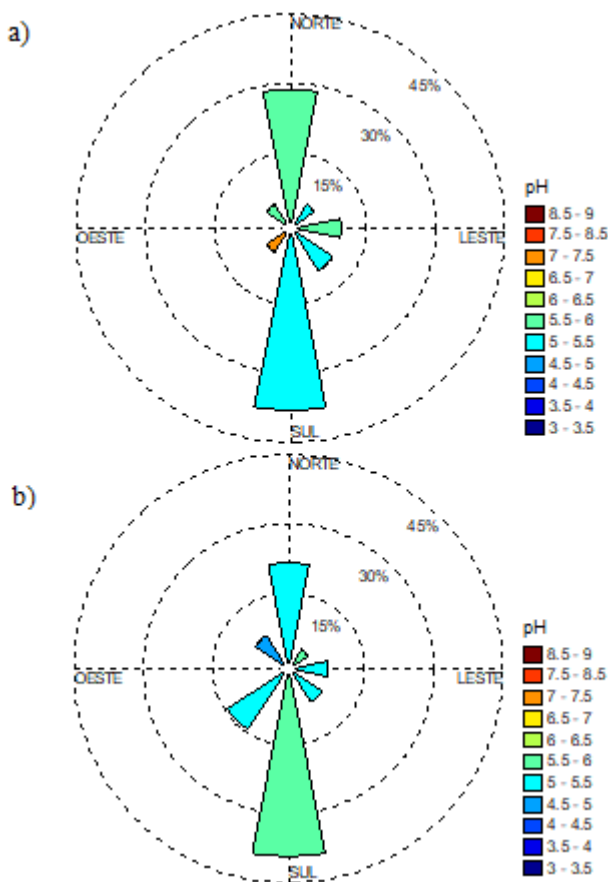 a)
NORTE
45%
30%
15%
OESTE
LESTE
SUL
pH
8.5 - 9
7.5 - 8.5
7 - 7.5
6.5 - 7
6 - 6.5
5.5 - 6
5 - 5.5
4.5 - 5
4 - 4.5
3.5 - 4
3 - 3.5
b)
NORTE
45%
30%
15%
OESTE
LESTE
SUL
pH
8.5 - 9
7.5 - 8.5
7 - 7.5
6.5 - 7
6 - 6.5
5.5 - 6
5 - 5.5
4.5 - 5
4 - 4.5
3.5 - 4
3 - 3.5